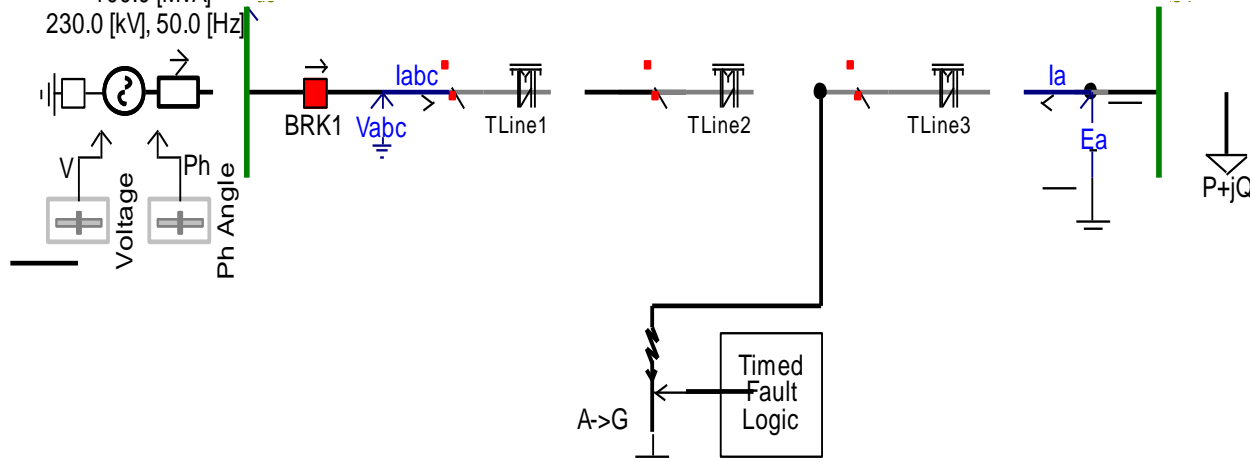 230.0 [kV], 50.0 [Hz]
Iabc
Ia
BRK1
Vabc
TLine1
TLine2
TLine3
Ea
V
Ph
P+jQ
Voltage
Ph Angle
Timed
Fault
Logic
A->G